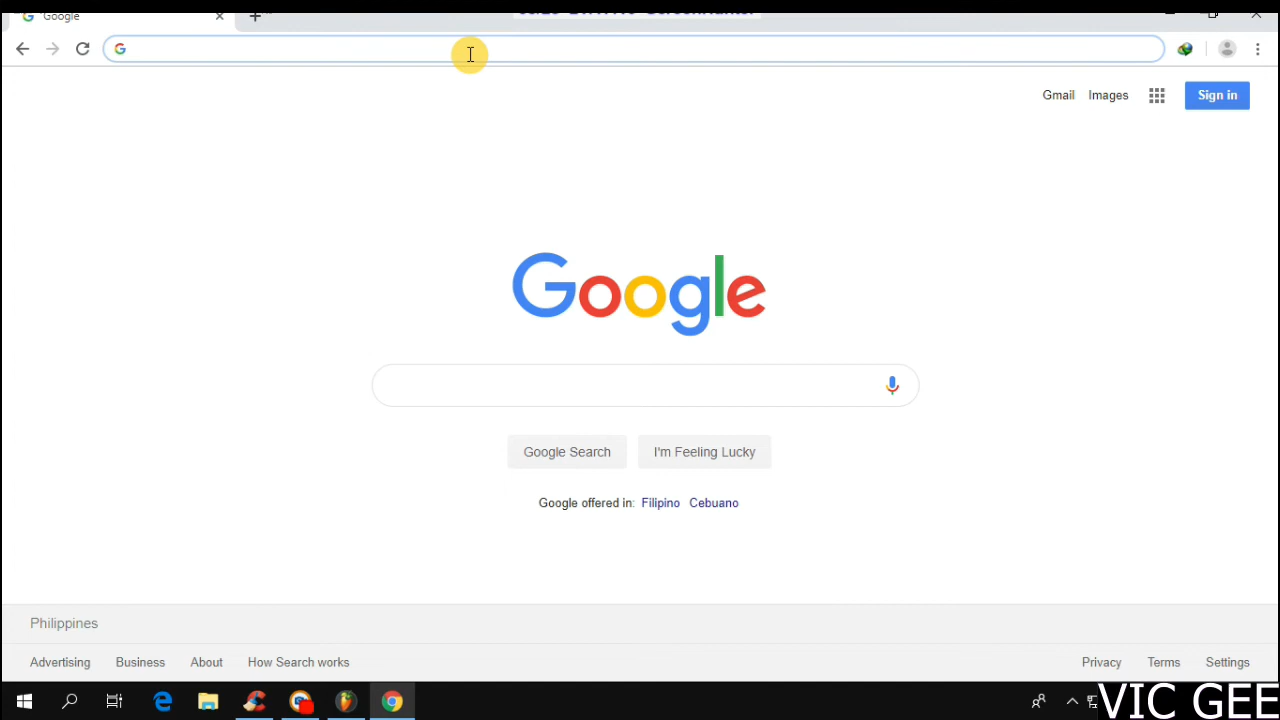 Google
Gmail Images Sign in
Google
Google Search I'm Feeling Lucky
Google offered in: Filipino Cebuano
Philippines
Advertising Business About How Search works Privacy Terms Settings
VIC GEE